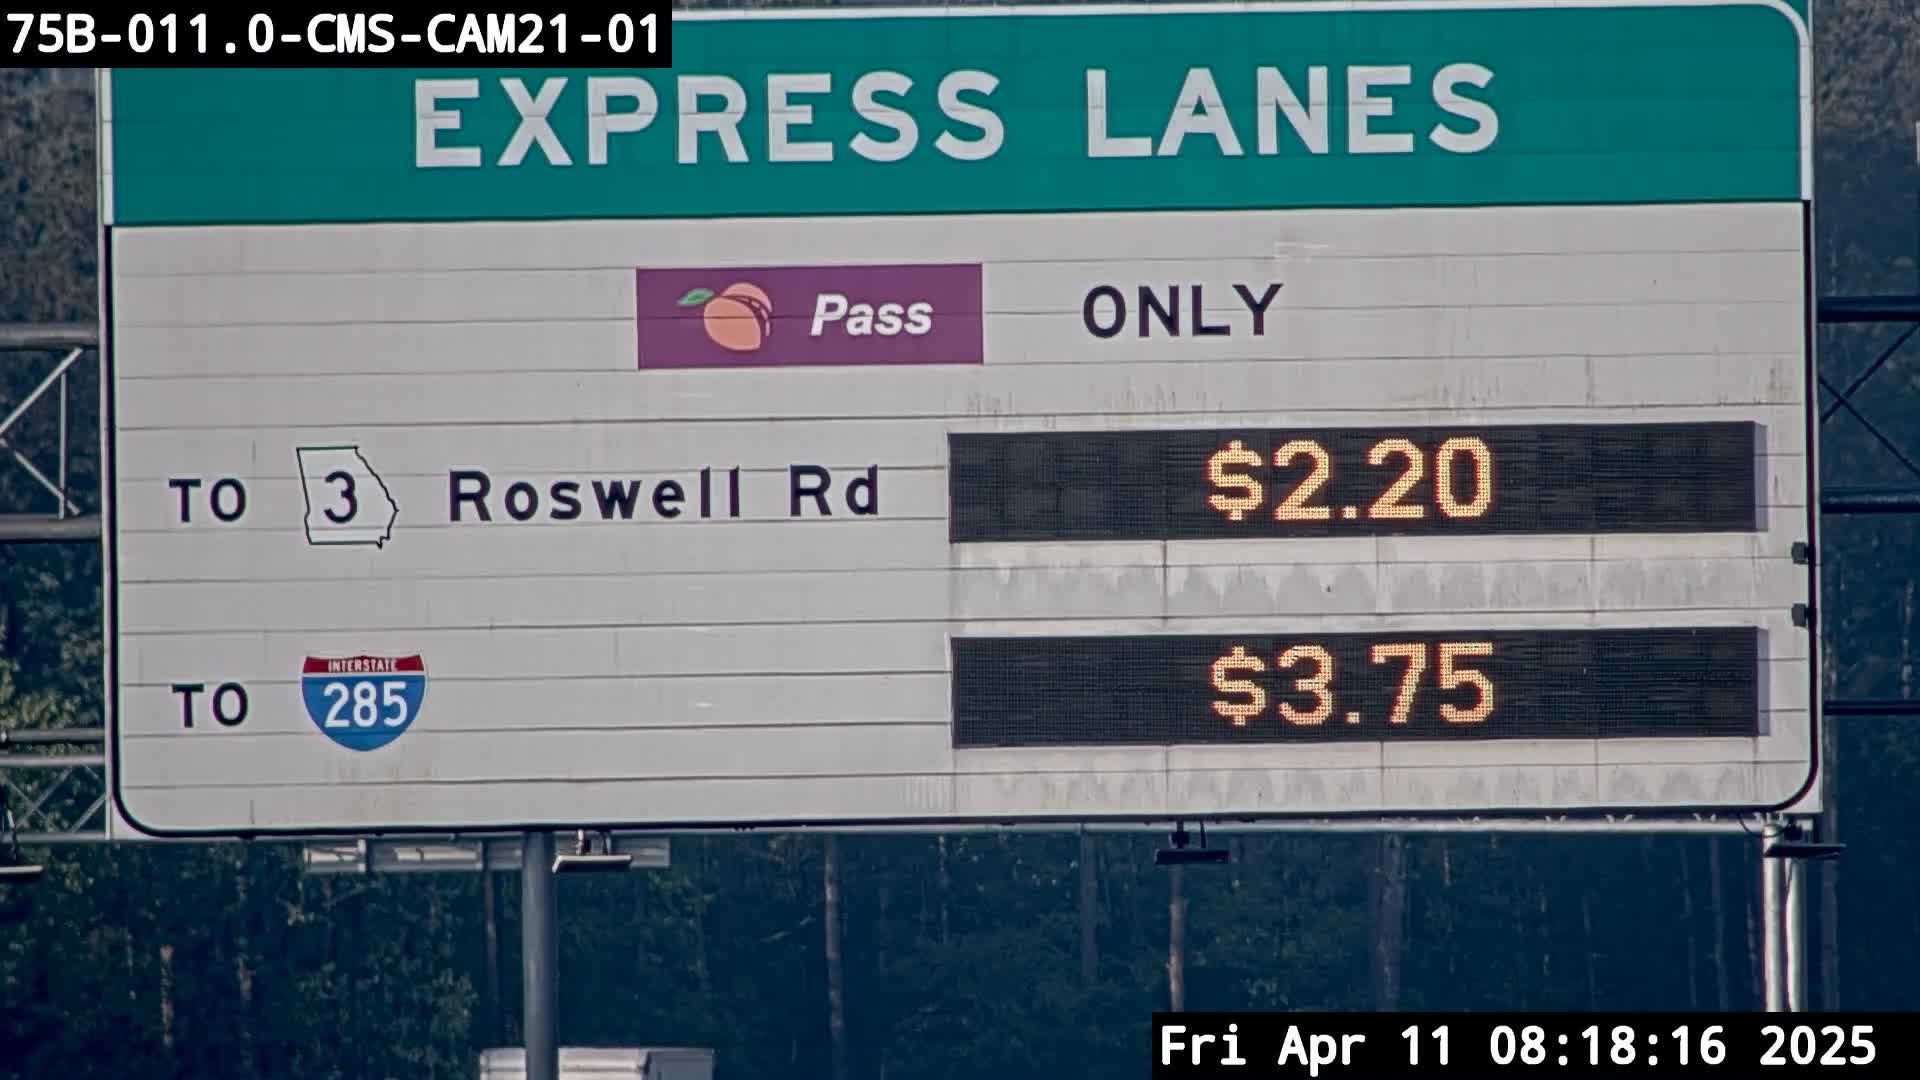 75B-011.0-CMS-CAM21-01
EXPRESS LANES
Pass ONLY
TO 3 Roswell Rd $2.20
TO INTERSTATE 285 $3.75
Fri Apr 11 08:18:16 2025